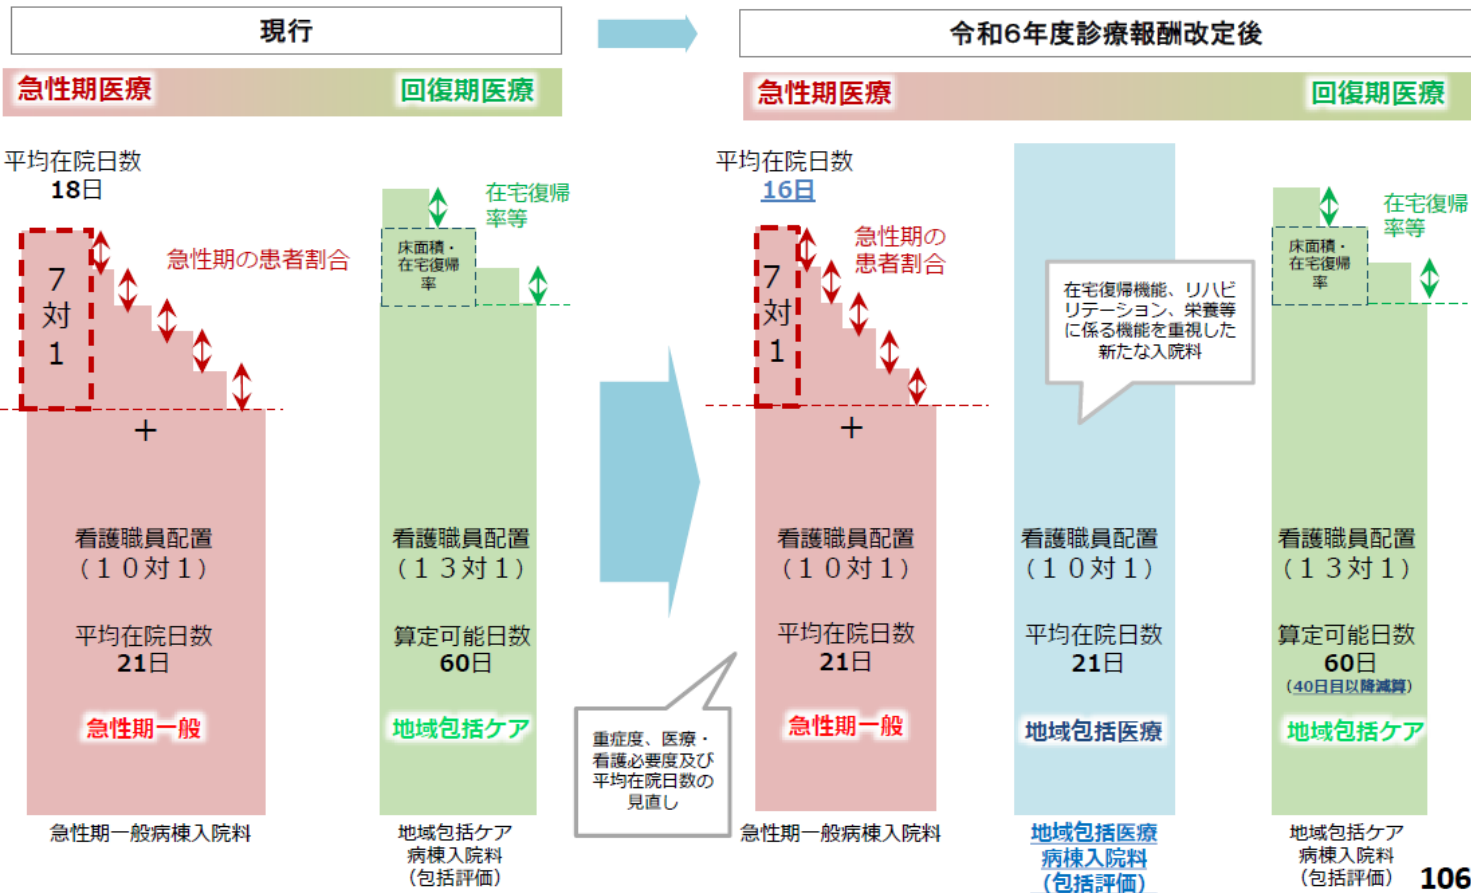 現行
急性期医療
回復期医療
平均在院日数
18日
7
対
1
急性期の患者割合
在宅復帰
率等
床面積・
在宅復帰
率
＋
看護職員配置
（１０対１）
平均在院日数
21日
急性期一般
急性期一般病棟入院料
看護職員配置
（１３対１）
算定可能日数
60日
地域包括ケア
地域包括ケア
病棟入院料
（包括評価）
令和6年度診療報酬改定後
急性期医療
回復期医療
平均在院日数
16日
7
対
1
急性期の
患者割合
＋
看護職員配置
（１０対１）
平均在院日数
21日
急性期一般
急性期一般病棟入院料
重症度、医療・
看護必要度及び
平均在院日数の
見直し
在宅復帰機能、リハビ
リテーション、栄養等
に係る機能を重視した
新たな入院料
看護職員配置
（１０対１）
平均在院日数
21日
地域包括医療
地域包括医療
病棟入院料
（包括評価）
在宅復帰
率等
床面積・
在宅復帰
率
看護職員配置
（１３対１）
算定可能日数
60日
（40日目以降減算）
地域包括ケア
地域包括ケア
病棟入院料
（包括評価）
106